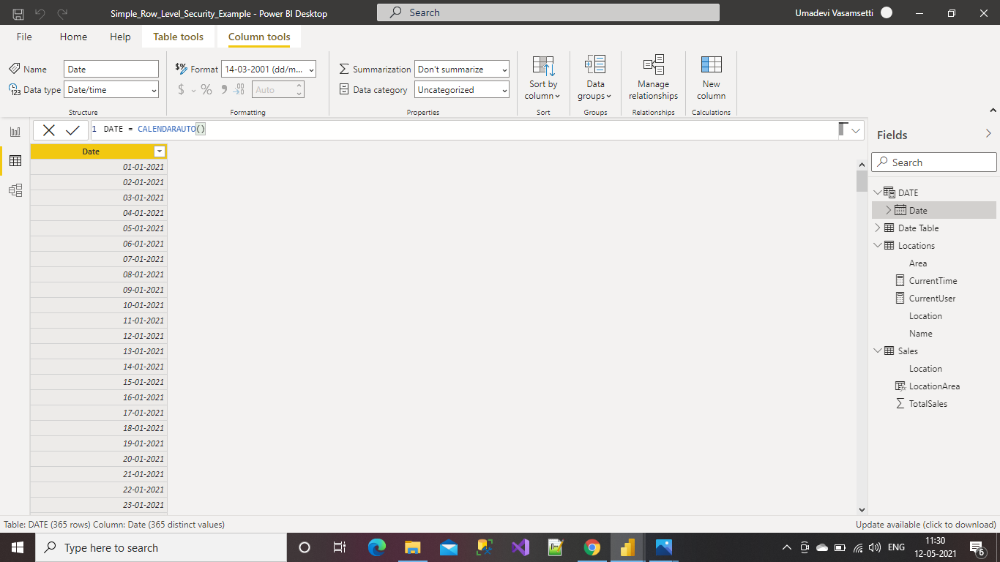 Simple_Row_Level_Security_Example - Power BI Desktop
Search
Umadevi Vasamsetti
File Home Help Table tools Column tools
Name Date
Data type Date/time
Structure
$% Format 14-03-2001 (dd/m...
$ % Auto
Formatting
Summarization Don't summarize
Data category Uncategorized
Properties
Sort by
column
Sort
Data
groups
Groups
Manage
relationships
Relationships
New
column
Calculations
1 DATE = CALENDARAUTO()
Date
01-01-2021
02-01-2021
03-01-2021
04-01-2021
05-01-2021
06-01-2021
07-01-2021
08-01-2021
09-01-2021
10-01-2021
11-01-2021
12-01-2021
13-01-2021
14-01-2021
15-01-2021
16-01-2021
17-01-2021
18-01-2021
19-01-2021
20-01-2021
21-01-2021
22-01-2021
23-01-2021
Fields
Search
DATE
Date
Date Table
Locations
Area
CurrentTime
CurrentUser
Location
Name
Sales
Location
LocationArea
TotalSales
Table: DATE (365 rows) Column: Date (365 distinct values)
Update available (click to download)
Type here to search
ENG
11:30
12-05-2021
6